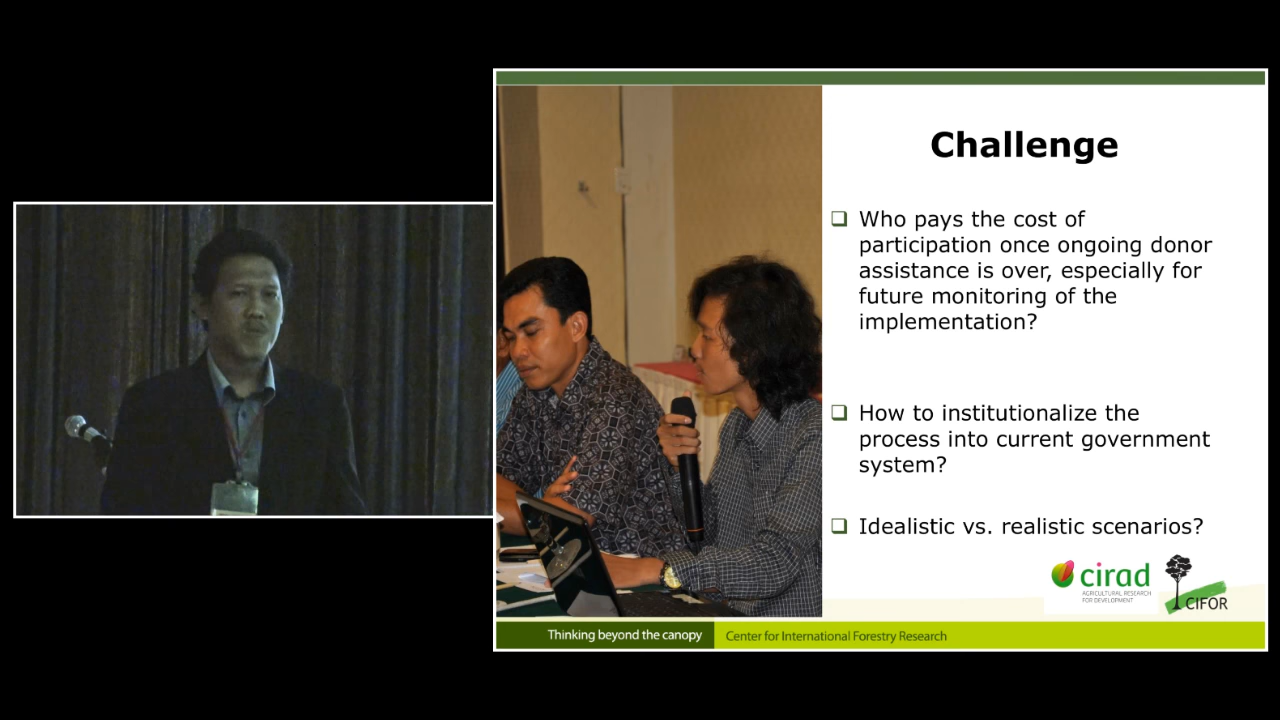 Challenge
❑ Who pays the cost of
participation once ongoing donor
assistance is over, especially for
future monitoring of the
implementation?
❑ How to institutionalize the
process into current government
system?
❑ Idealistic vs. realistic scenarios?
cirad
AGRICULTURAL RESEARCH
FOR DEVELOPMENT
CIFOR
Thinking beyond the canopy
Center for International Forestry Research